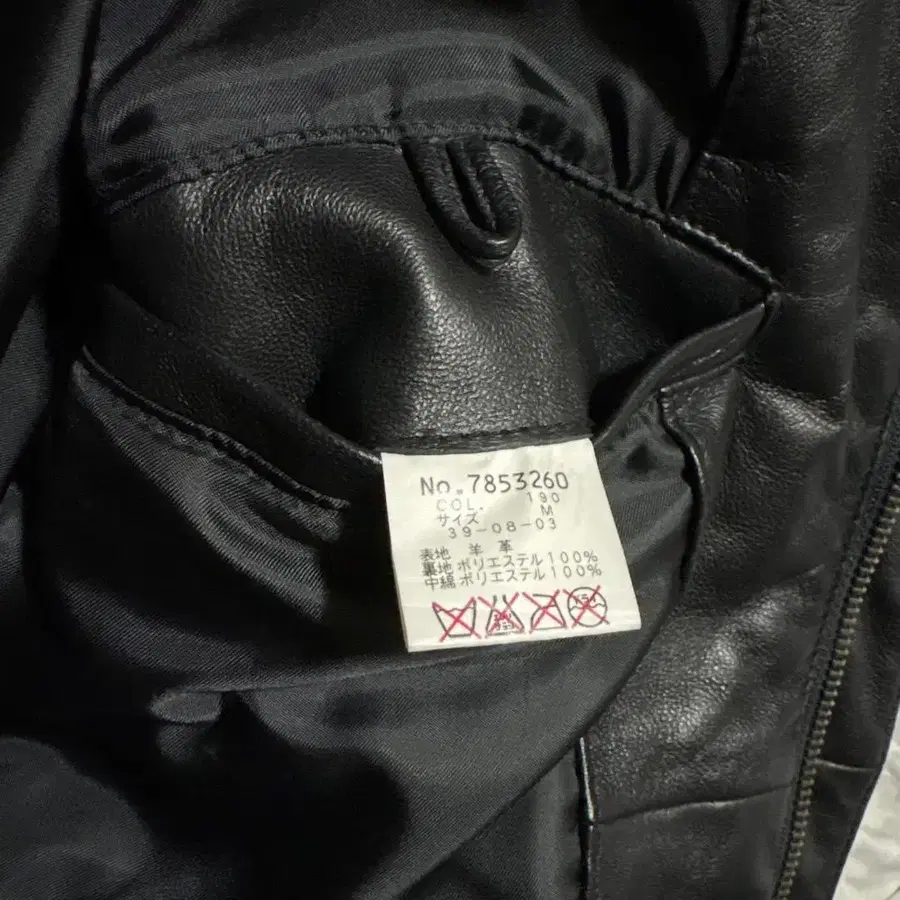 No.7853260
COL. 190
サイズ M
39-08-03
表地 羊 革
裏地 ポリエステル100%
中綿 ポリエステル100%